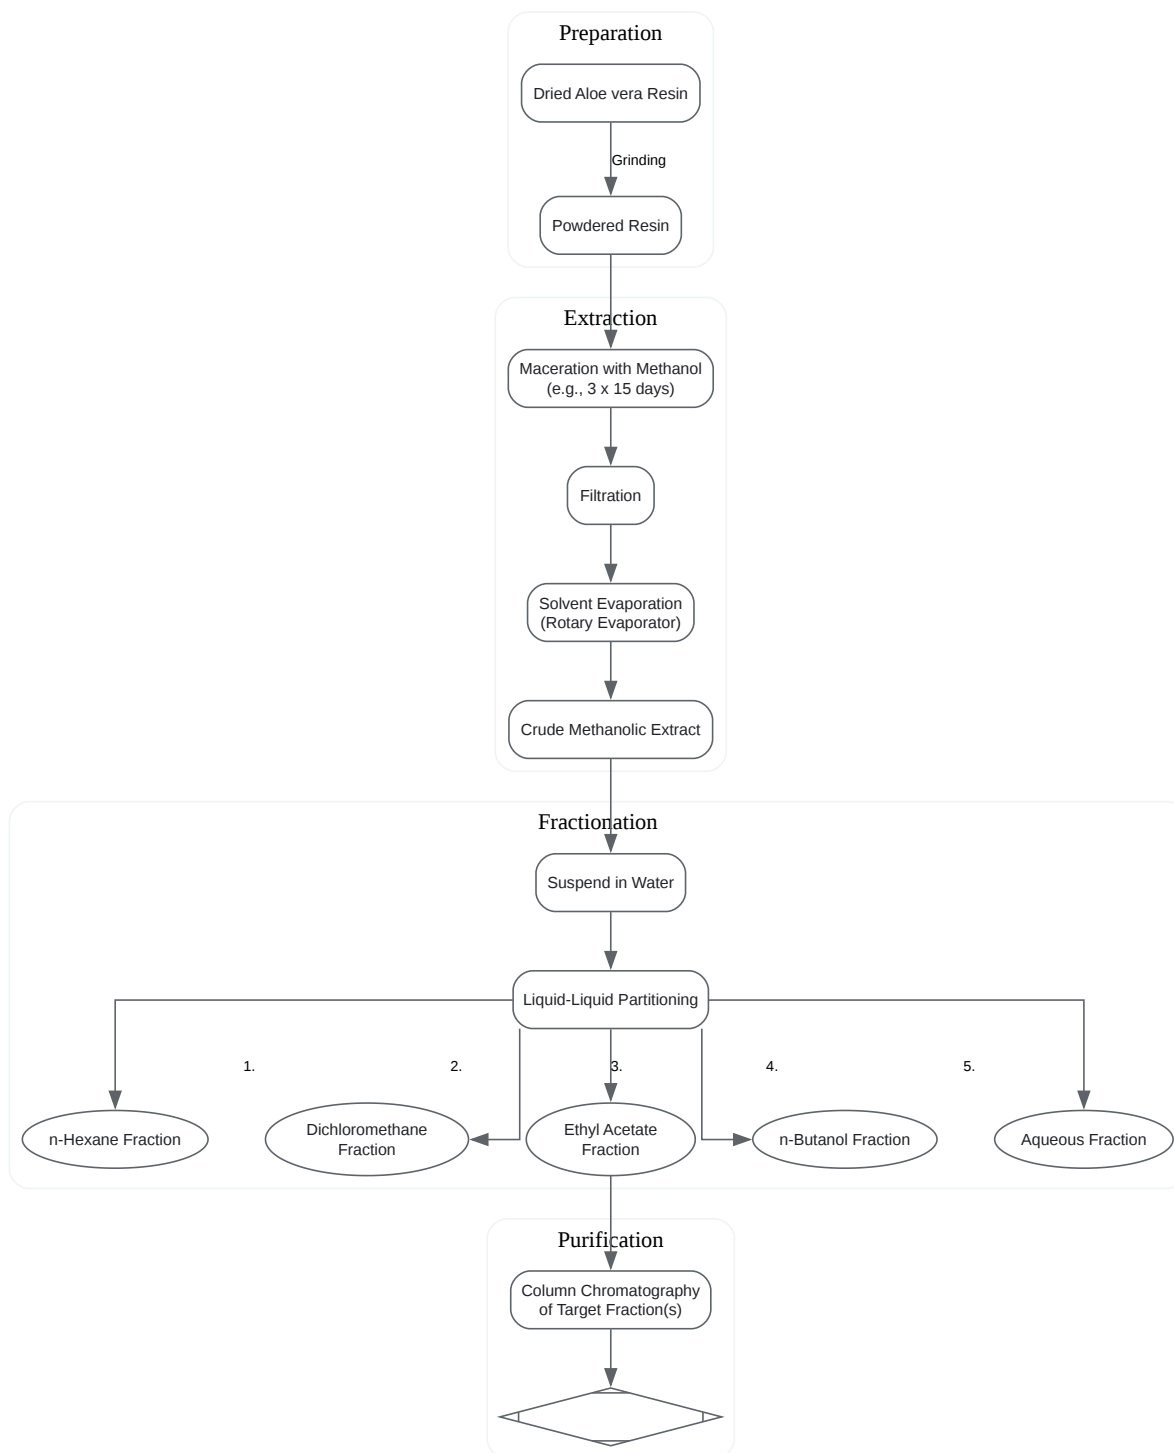 Preparation
Dried Aloe vera Resin
Grinding
Powdered Resin
Extraction
Maceration with Methanol
(e.g., 3 x 15 days)
Filtration
Solvent Evaporation
(Rotary Evaporator)
Crude Methanolic Extract
Fractionation
Suspend in Water
Liquid-Liquid Partitioning
1.
2.
3.
4.
5.
n-Hexane Fraction
Dichloromethane
Fraction
Ethyl Acetate
Fraction
n-Butanol Fraction
Aqueous Fraction
Purification
Column Chromatography
of Target Fraction(s)